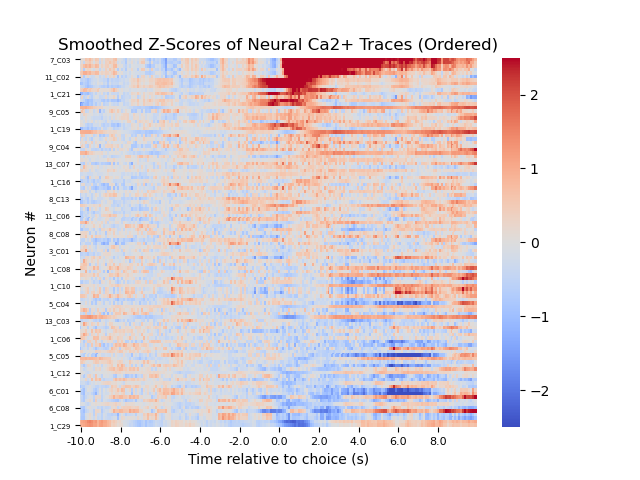 Smoothed Z-Scores of Neural Ca2+ Traces (Ordered)
7_C03
11_C02
1_C21
9_C05
1_C19
9_C04
13_C07
1_C16
8_C13
11_C06
8_C08
3_C01
1_C08
1_C10
5_C04
13_C03
1_C06
5_C05
1_C12
6_C01
6_C08
1_C29
Neuron #
-10.0 -8.0 -6.0 -4.0 -2.0 0.0 2.0 4.0 6.0 8.0
Time relative to choice (s)
2
1
0
−1
−2